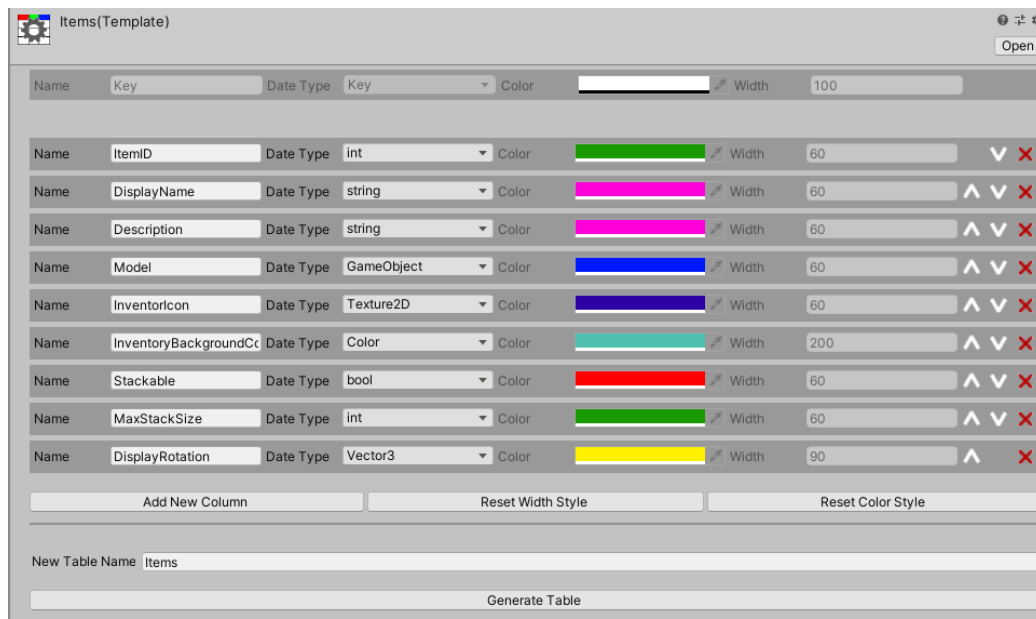 Items(Template)
Open
Name Key Date Type Key Color Width 100
Name ItemID Date Type int Color Width 60
Name DisplayName Date Type string Color Width 60
Name Description Date Type string Color Width 60
Name Model Date Type GameObject Color Width 60
Name InventorIcon Date Type Texture2D Color Width 60
Name InventoryBackgroundCo Date Type Color Color Width 200
Name Stackable Date Type bool Color Width 60
Name MaxStackSize Date Type int Color Width 60
Name DisplayRotation Date Type Vector3 Color Width 90
Add New Column Reset Width Style Reset Color Style
New Table Name Items
Generate Table